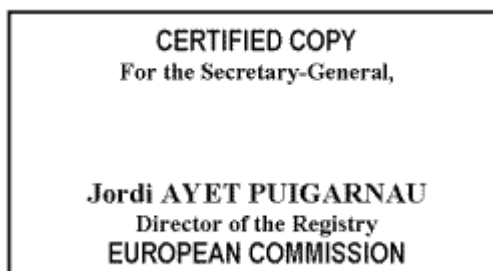 CERTIFIED COPY
For the Secretary-General,
Jordi AYET PUIGARNAU
Director of the Registry
EUROPEAN COMMISSION